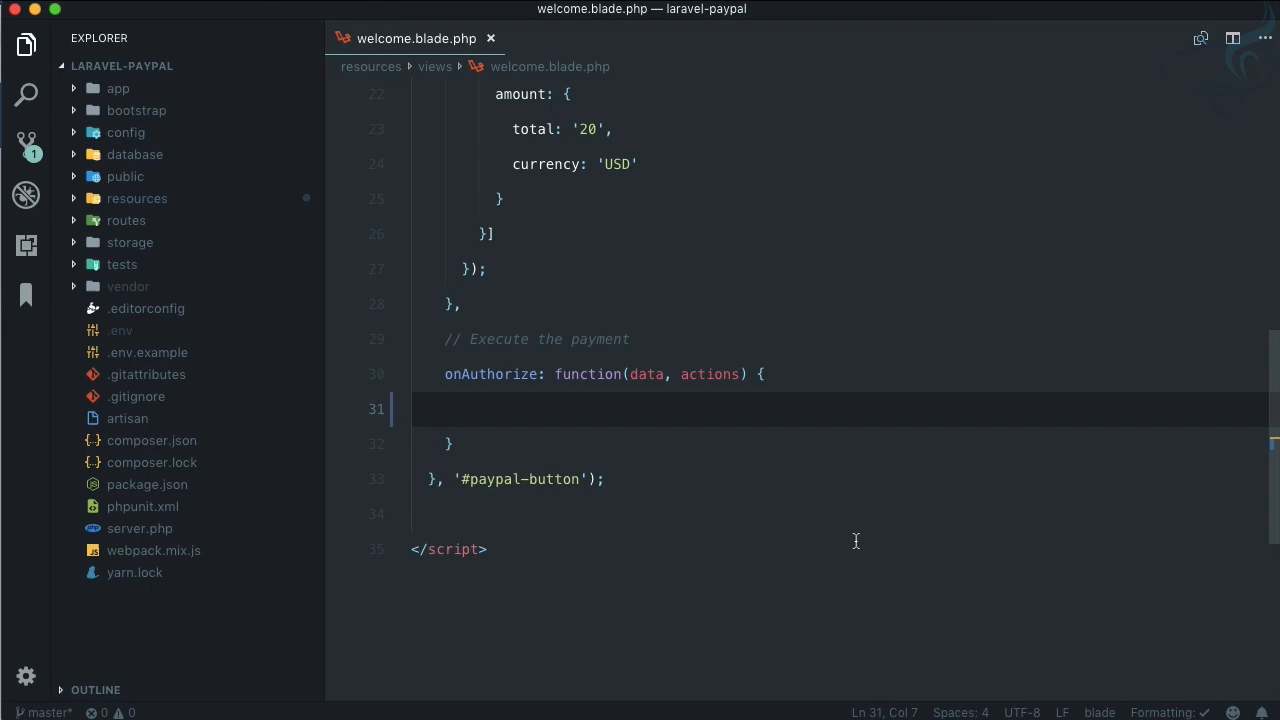 welcome.blade.php — laravel-paypal
EXPLORER
LARAVEL-PAYPAL
app
bootstrap
config
database
public
resources
routes
storage
tests
vendor
.editorconfig
.env
.env.example
.gitattributes
.gitignore
artisan
composer.json
composer.lock
package.json
phpunit.xml
server.php
webpack.mix.js
yarn.lock
OUTLINE
1
welcome.blade.php ×
resources views welcome.blade.php
22 amount: {
23 total: '20',
24 currency: 'USD'
25 }
26 }]
27 });
28 },
29 // Execute the payment
30 onAuthorize: function(data, actions) {
31
32 }
33 }, '#paypal-button');
34
35 </script>
master* 0 0 Ln 31, Col 7 Spaces: 4 UTF-8 LF blade Formatting: ✓